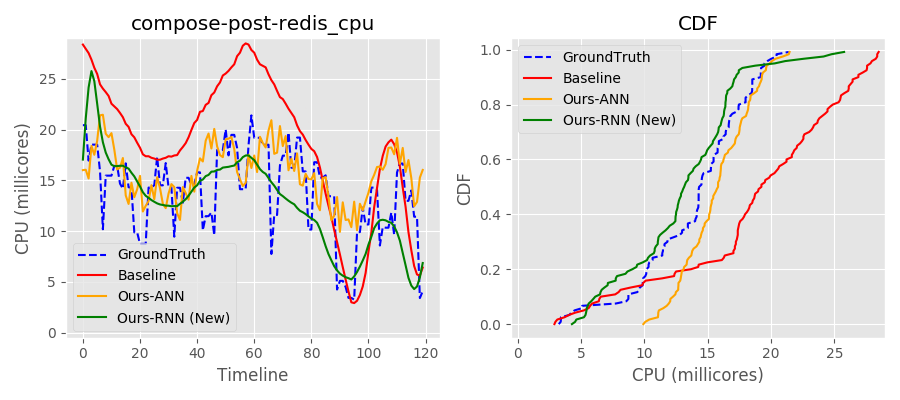 compose-post-redis_cpu
CPU (millicores)
25
20
15
10
5
0
GroundTruth
Baseline
Ours-ANN
Ours-RNN (New)
0
20
40
60
80
100
120
Timeline
CDF
CDF
1.0
0.8
0.6
0.4
0.2
0.0
GroundTruth
Baseline
Ours-ANN
Ours-RNN (New)
0
5
10
15
20
25
CPU (millicores)